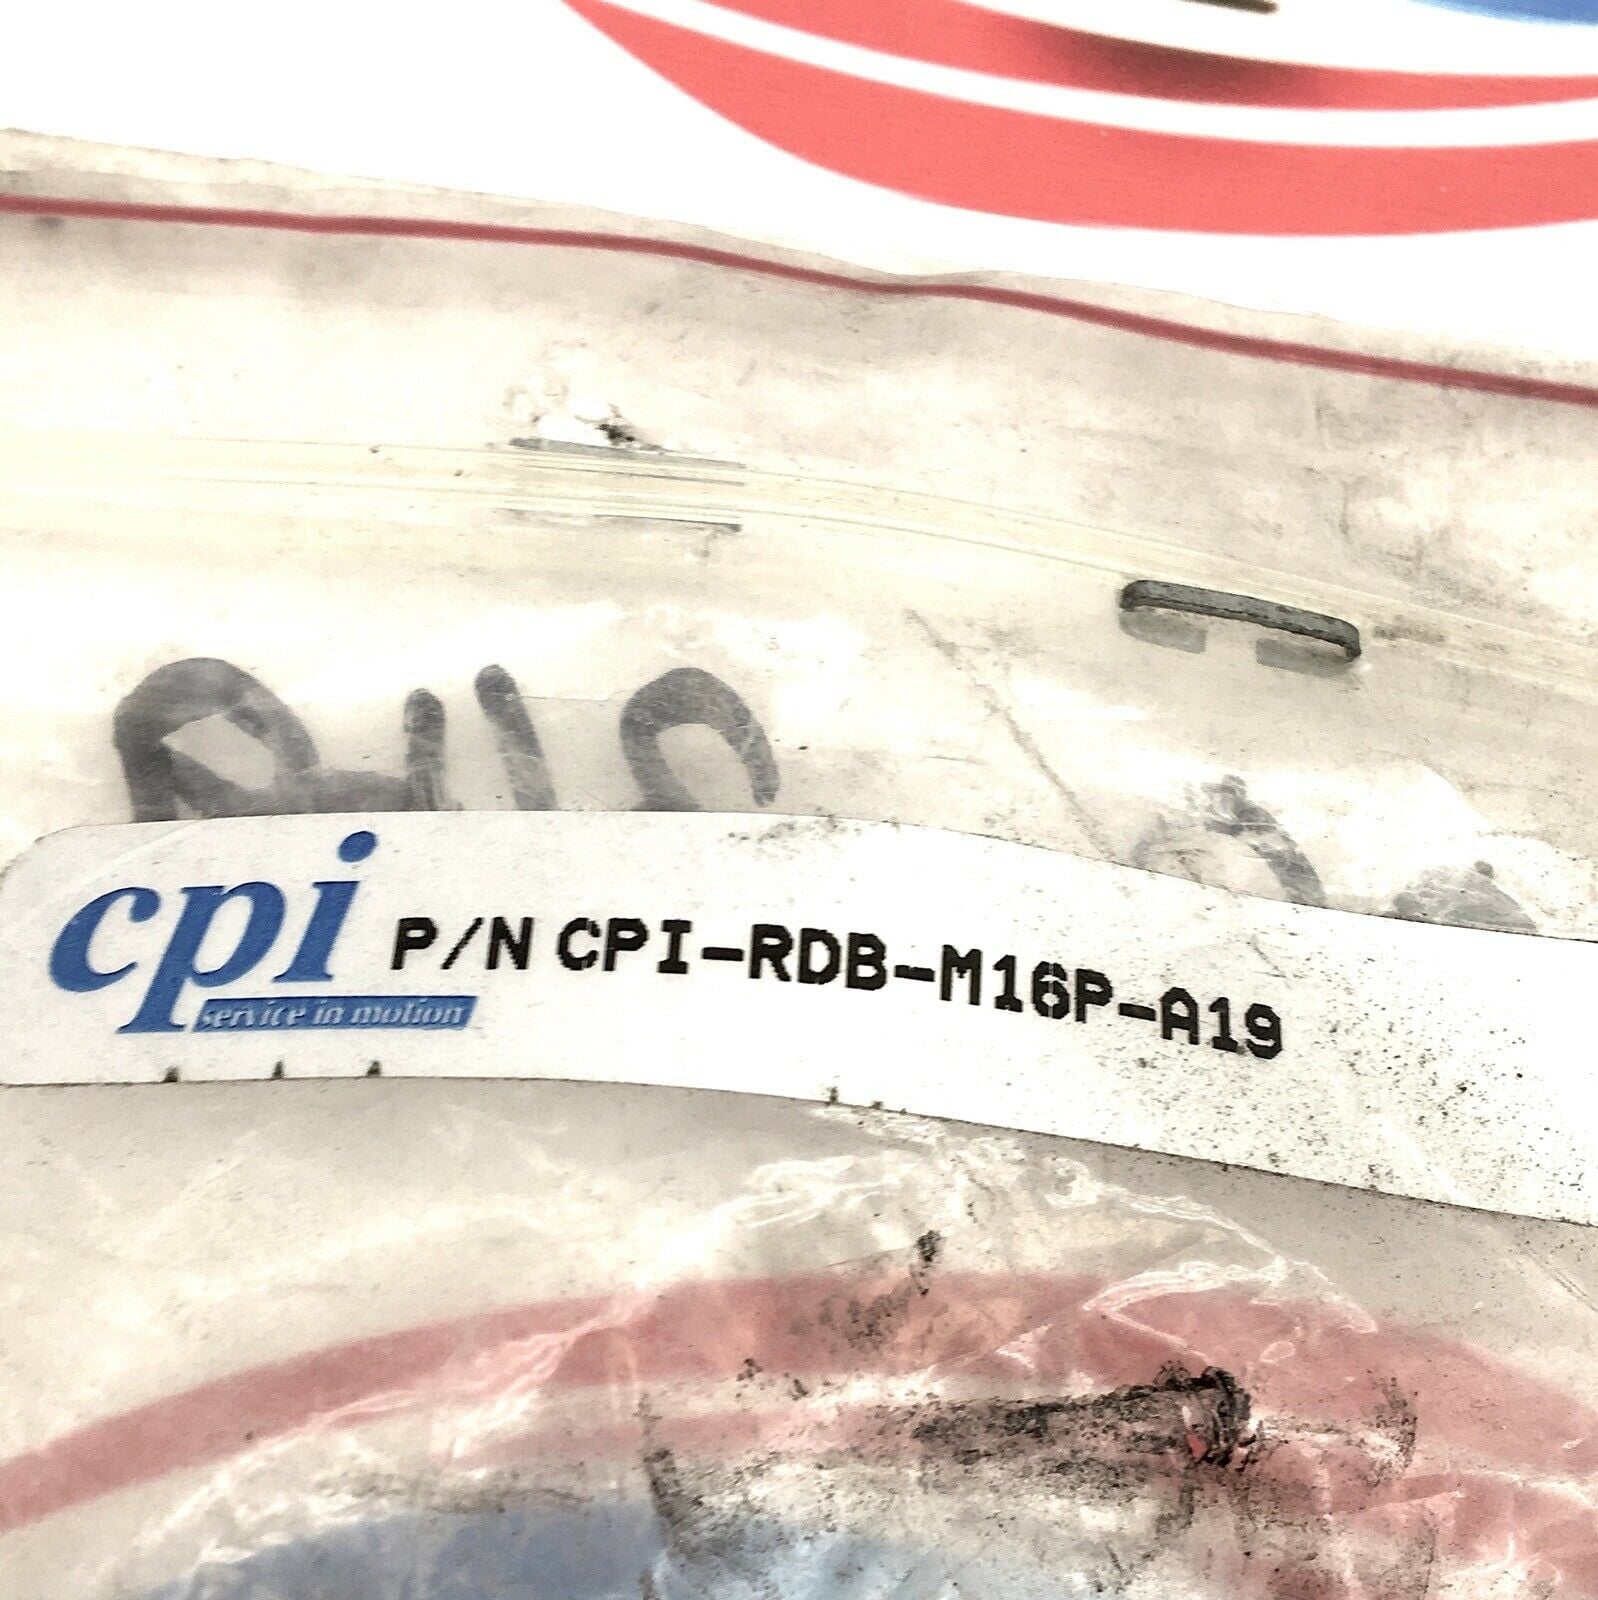 cpi P/N CPI-RDB-M16P-A19
service in motion